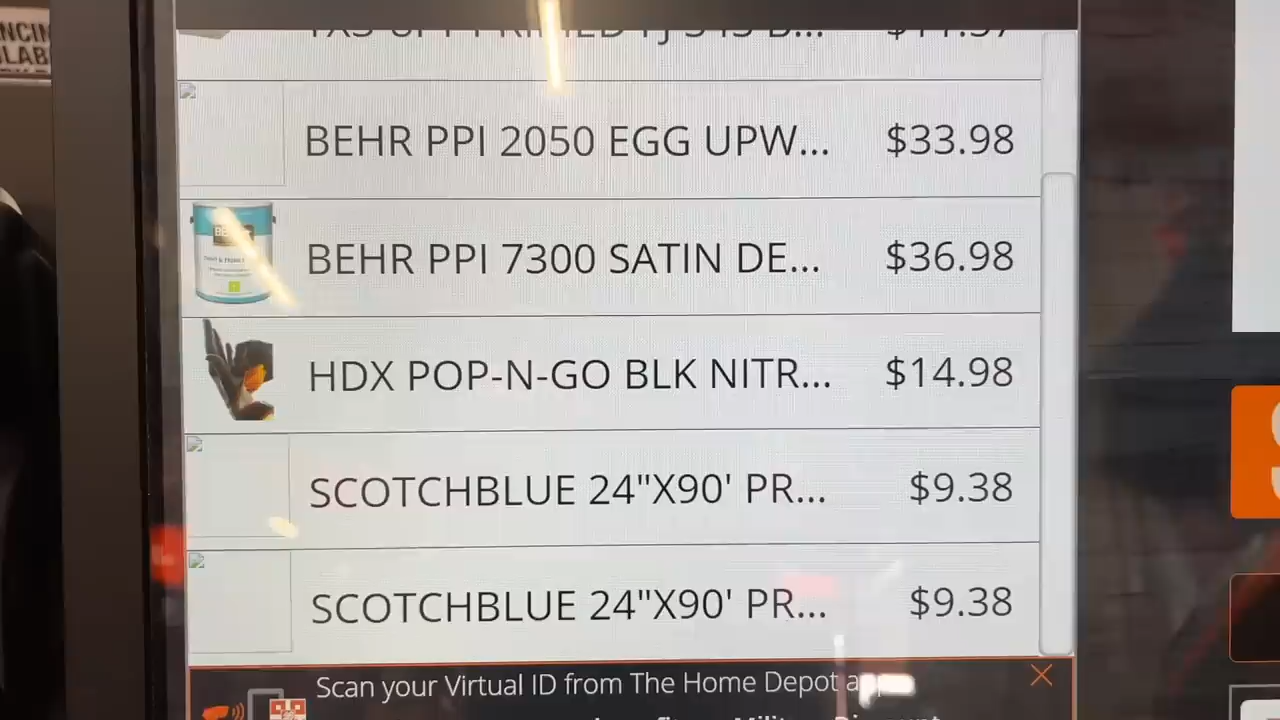 BEHR PPI 2050 EGG UPW... $33.98
BEHR PPI 7300 SATIN DE... $36.98
HDX POP-N-GO BLK NITR... $14.98
SCOTCHBLUE 24"X90' PR... $9.38
SCOTCHBLUE 24"X90' PR... $9.38
Scan your Virtual ID from The Home Depot